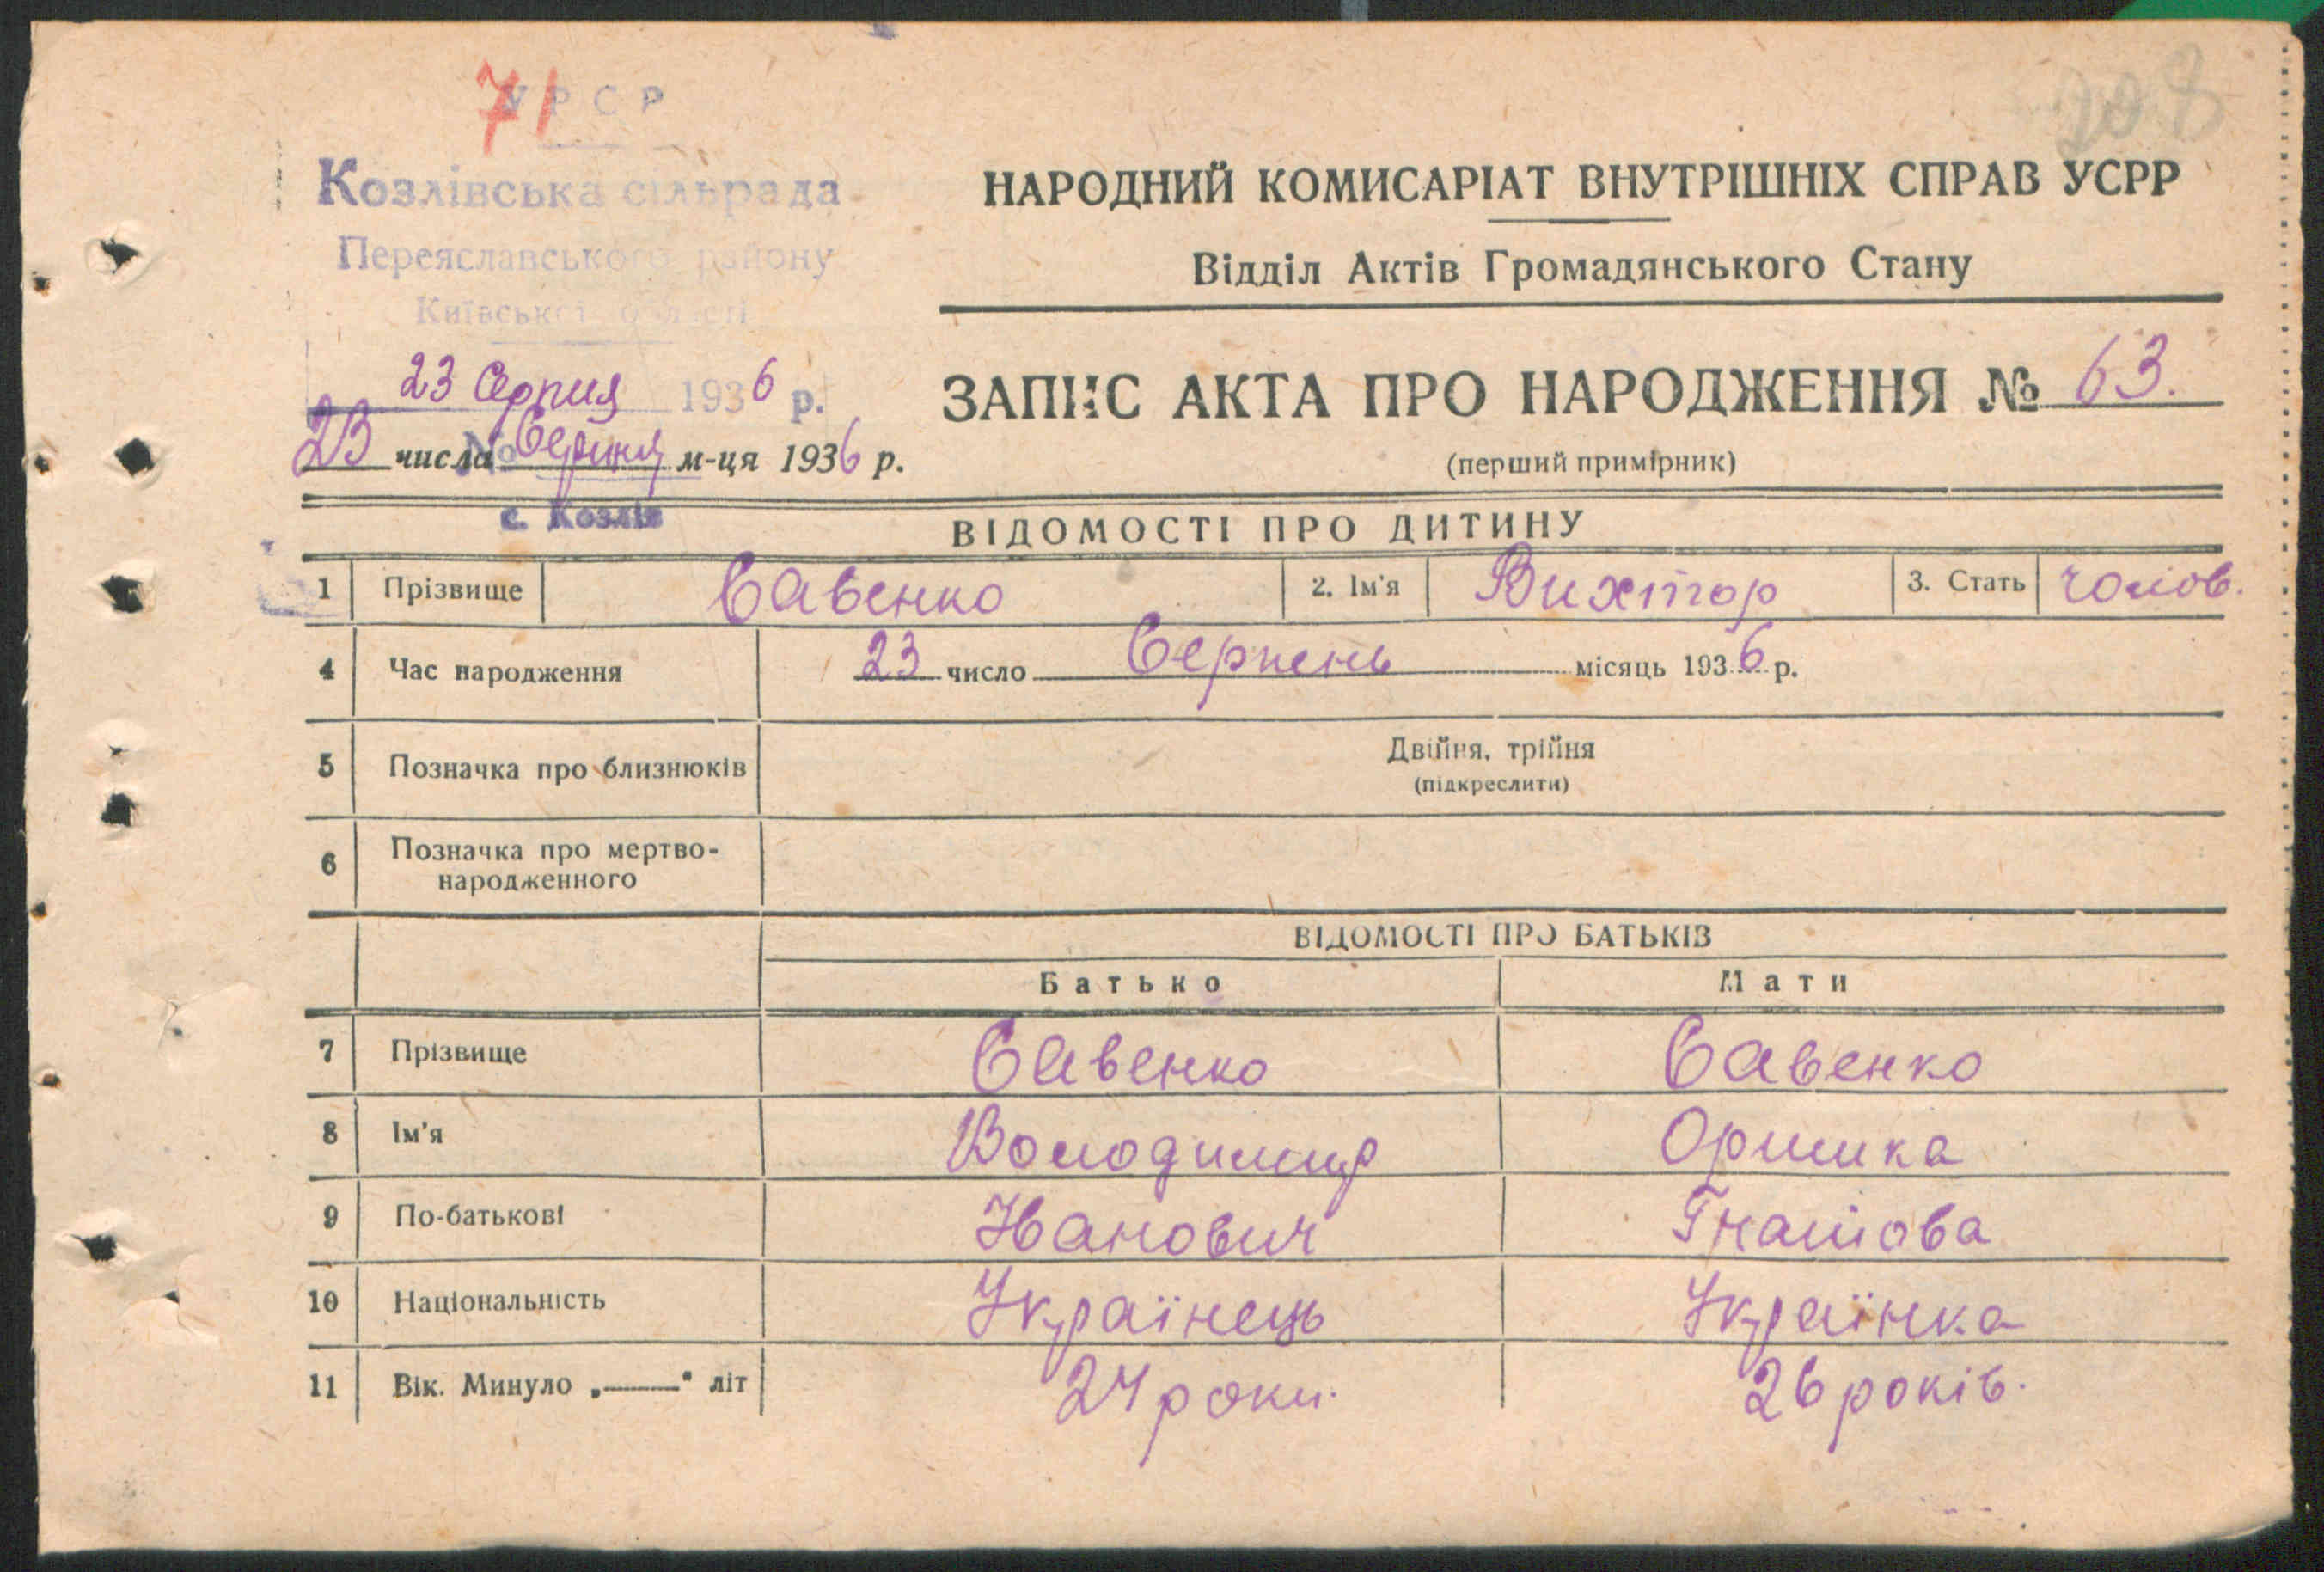 71
УРСР
208
Козлівська сільрада
Переяславського району
Київської області
23 Серпня 1936 р.
№
23 числа Серпня м-ця 1936 р.
с. Козлів
НАРОДНИЙ КОМИСАРІАТ ВНУТРІШНІХ СПРАВ УСРР
Відділ Актів Громадянського Стану
ЗАПИС АКТА ПРО НАРОДЖЕННЯ № 63.
(перший примірник)
ВІДОМОСТІ ПРО ДИТИНУ
1 Прізвище Савенко 2. Ім'я Вихтор 3. Стать чолов.
4 Час народження 23 число Серпень місяць 1936 р.
5 Позначка про близнюків Двійня, трійня
(підкреслити)
6 Позначка про мертво-
народженного
ВІДОМОСТІ ПРО БАТЬКІВ
Батько Мати
7 Прізвище Савенко Савенко
8 Ім'я Володимир Оришка
9 По-батькові Іванович Гнатова
10 Національність Українець Українка
11 Вік. Минуло „——" літ 24 роки. 26 років.